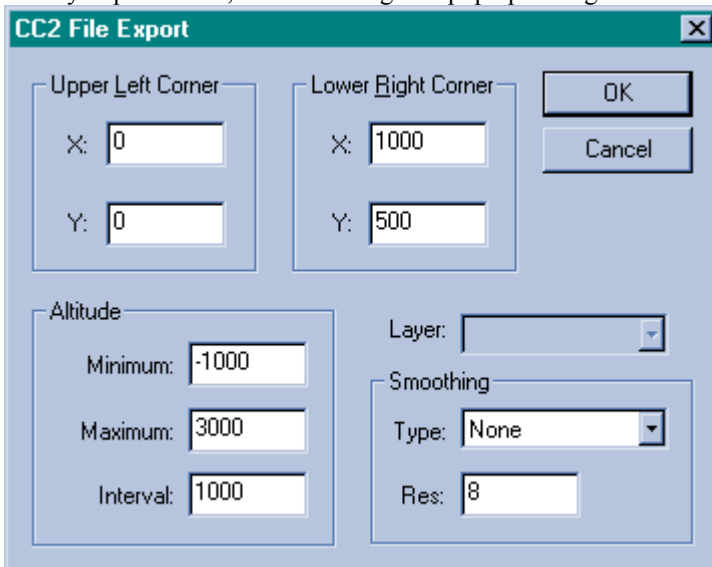 CC2 File Export
Upper Left Corner
X: 0
Y: 0
Lower Right Corner
X: 1000
Y: 500
OK
Cancel
Altitude
Minimum: -1000
Maximum: 3000
Interval: 1000
Layer:
Smoothing
Type: None
Res: 8